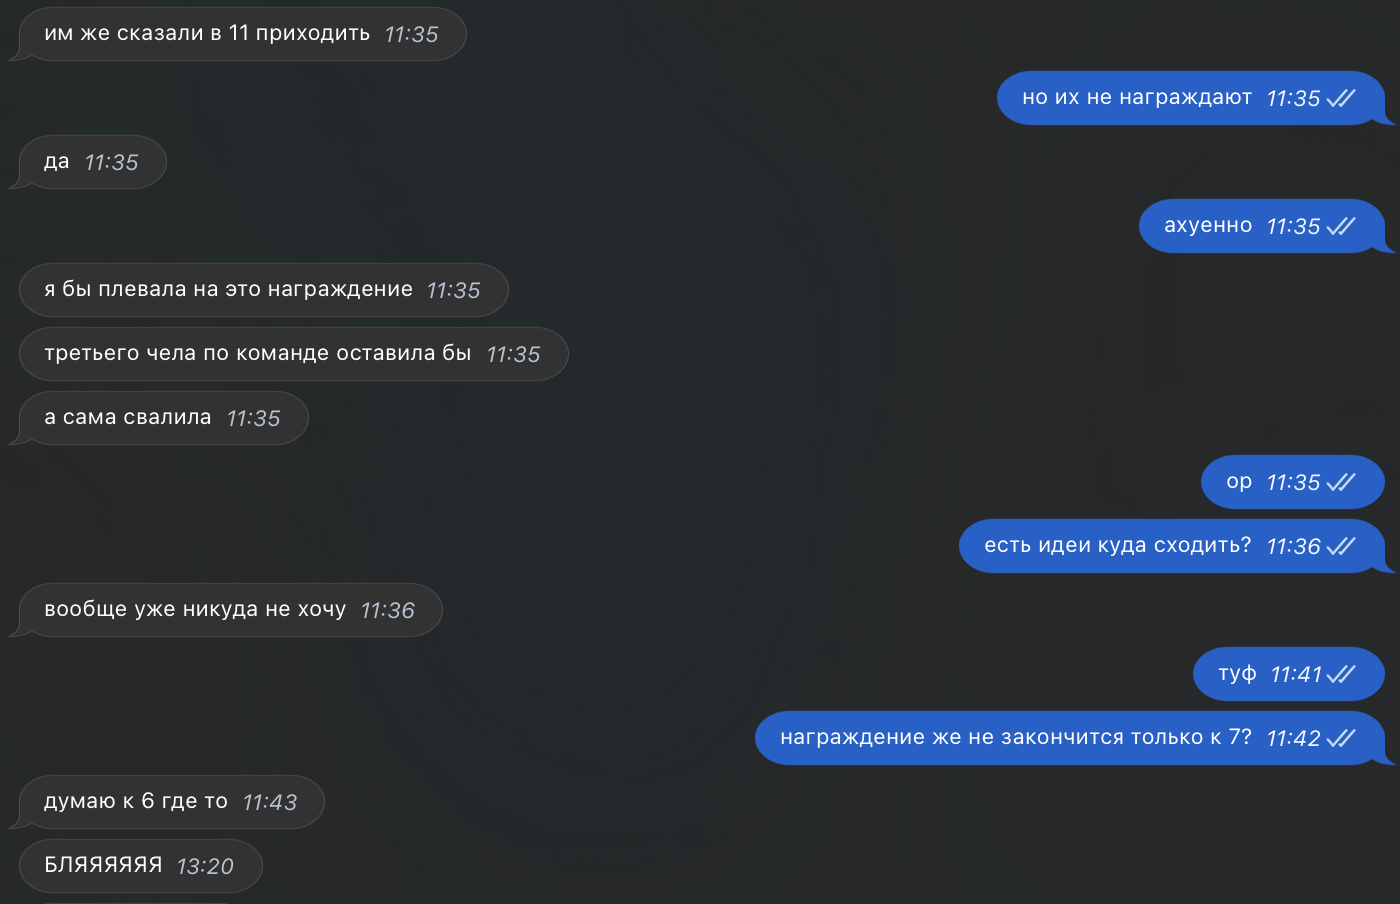 им же сказали в 11 приходить 11:35
но их не награждают 11:35
да 11:35
ахуенно 11:35
я бы плевала на это награждение 11:35
третьего чела по команде оставила бы 11:35
а сама свалила 11:35
ор 11:35
есть идеи куда сходить? 11:36
вообще уже никуда не хочу 11:36
туф 11:41
награждение же не закончится только к 7? 11:42
думаю к 6 где то 11:43
БЛЯЯЯЯЯЯ 13:20